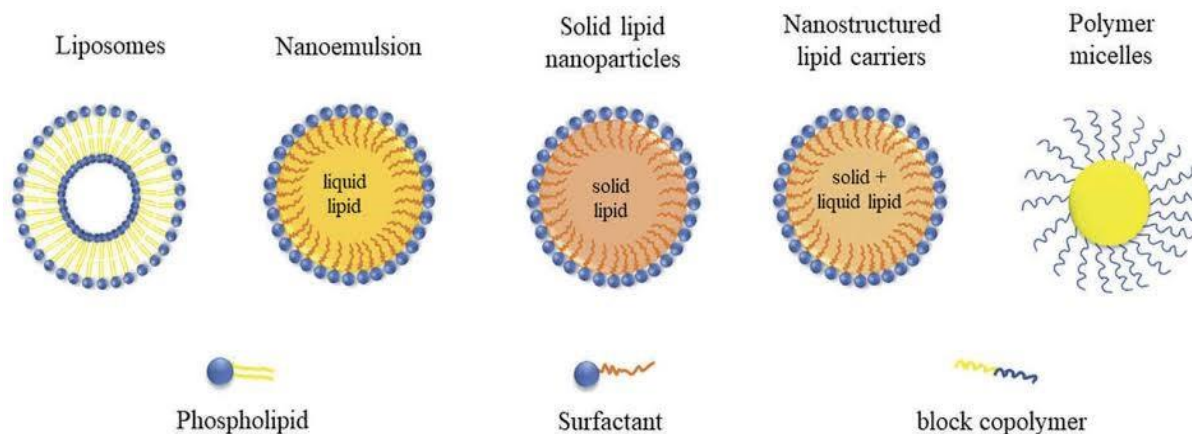 Liposomes
Nanoemulsion
Solid lipid
nanoparticles
Nanostructured
lipid carriers
Polymer
micelles
liquid
lipid
solid
lipid
solid +
liquid lipid
Phospholipid
Surfactant
block copolymer